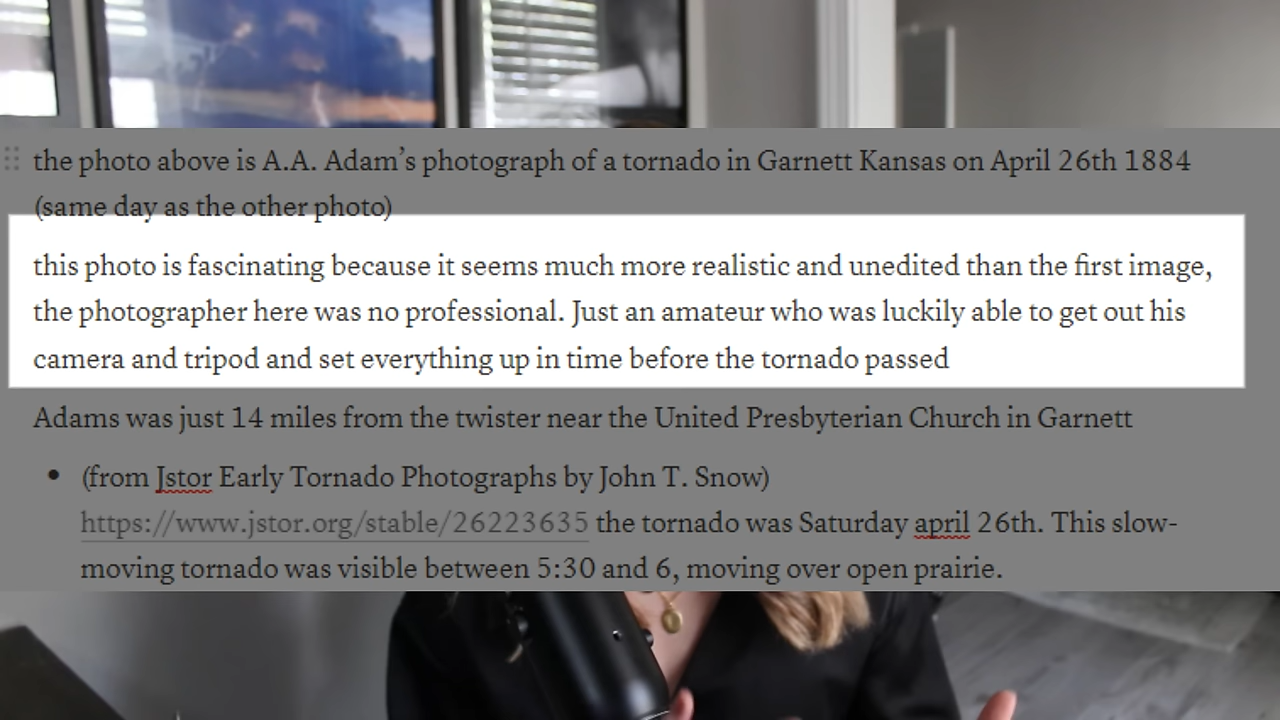 the photo above is A.A. Adam’s photograph of a tornado in Garnett Kansas on April 26th 1884
(same day as the other photo)
this photo is fascinating because it seems much more realistic and unedited than the first image,
the photographer here was no professional. Just an amateur who was luckily able to get out his
camera and tripod and set everything up in time before the tornado passed
Adams was just 14 miles from the twister near the United Presbyterian Church in Garnett
• (from Jstor Early Tornado Photographs by John T. Snow)
https://www.jstor.org/stable/26223635 the tornado was Saturday april 26th. This slow-
moving tornado was visible between 5:30 and 6, moving over open prairie.